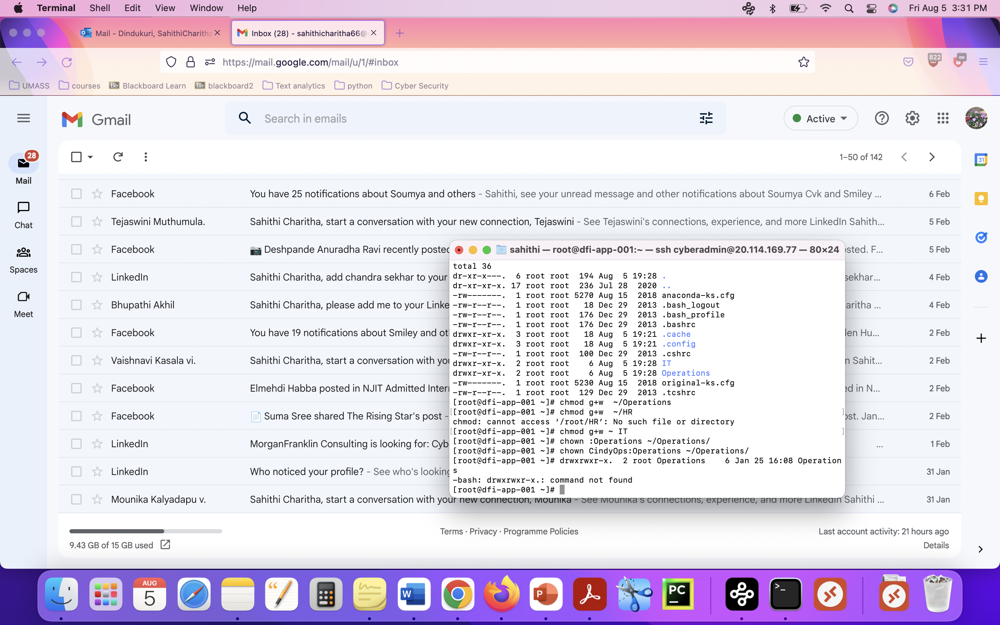 Terminal Shell Edit View Window Help Fri Aug 5 3:31 PM
Mail - Dindukuri, SahithiCharitha Inbox (28) - sahithicharitha66@
https://mail.google.com/mail/u/1/#inbox 822 ∞
UMASS courses Bb Blackboard Learn Bb blackboard2 Text analytics python Cyber Security
Gmail Search in emails Active
28
Mail
Chat
Spaces
Meet
1–50 of 142
31
Facebook You have 25 notifications about Soumya and others - Sahithi, see your unread message and other notifications about Soumya Cvk and Smiley ... 6 Feb
Tejaswini Muthumula. Sahithi Charitha, start a conversation with your new connection, Tejaswini - See Tejaswini's connections, experience, and more LinkedIn Sahith... 5 Feb
Facebook Deshpande Anuradha Ravi recently posted osted. F... 5 Feb
LinkedIn Sahithi Charitha, add chandra sekhar to your sekhar... 4 Feb
Bhupathi Akhil Sahithi Charitha, please add me to your Linke aritha ... 4 Feb
Facebook You have 19 notifications about Smiley and ot len Hu... 2 Feb
Vaishnavi Kasala vi. Sahithi Charitha, start a conversation with you n Sahit... 2 Feb
Facebook Elmehdi Habba posted in NJIT Admitted Inter ed in N... 2 Feb
Facebook Suma Sree shared The Rising Star's post - ost. Jan... 2 Feb
LinkedIn MorganFranklin Consulting is looking for: Cyb ... 1 Feb
LinkedIn Who noticed your profile? - See who's looking 31 Jan
Mounika Kalyadapu v. Sahithi Charitha, start a conversation with your new connection, Mounika - See Mounika's connections, experience, and more LinkedIn Sahithi ... 31 Jan
sahithi — root@dfi-app-001:~ — ssh cyberadmin@20.114.169.77 — 80×24
total 36
dr-xr-x---. 6 root root 194 Aug 5 19:28 .
dr-xr-xr-x. 17 root root 236 Jul 28 2020 ..
-rw-------. 1 root root 5270 Aug 15 2018 anaconda-ks.cfg
-rw-r--r--. 1 root root 18 Dec 29 2013 .bash_logout
-rw-r--r--. 1 root root 176 Dec 29 2013 .bash_profile
-rw-r--r--. 1 root root 176 Dec 29 2013 .bashrc
drwxr-xr-x. 3 root root 18 Aug 5 19:21 .cache
drwxr-xr-x. 3 root root 18 Aug 5 19:21 .config
-rw-r--r--. 1 root root 100 Dec 29 2013 .cshrc
drwxr-xr-x. 2 root root 6 Aug 5 19:28 IT
drwxr-xr-x. 2 root root 6 Aug 5 19:28 Operations
-rw-------. 1 root root 5230 Aug 15 2018 original-ks.cfg
-rw-r--r--. 1 root root 129 Dec 29 2013 .tcshrc
[root@dfi-app-001 ~]# chmod g+w  ~/Operations
[[root@dfi-app-001 ~]# chmod g+w  ~/HR ]
chmod: cannot access ‘/root/HR’: No such file or directory
[[root@dfi-app-001 ~]# chmod g+w ~ IT ]
[root@dfi-app-001 ~]# chown :Operations ~/Operations/
[root@dfi-app-001 ~]# chown CindyOps:Operations ~/Operations/
[root@dfi-app-001 ~]# drwxrwxr-x.  2 root Operations    6 Jan 25 16:08 Operation
s
-bash: drwxrwxr-x.: command not found
[root@dfi-app-001 ~]#
9.43 GB of 15 GB used
Terms · Privacy · Programme Policies
Last account activity: 21 hours ago
Details
AUG
5
W
P
PC
>_